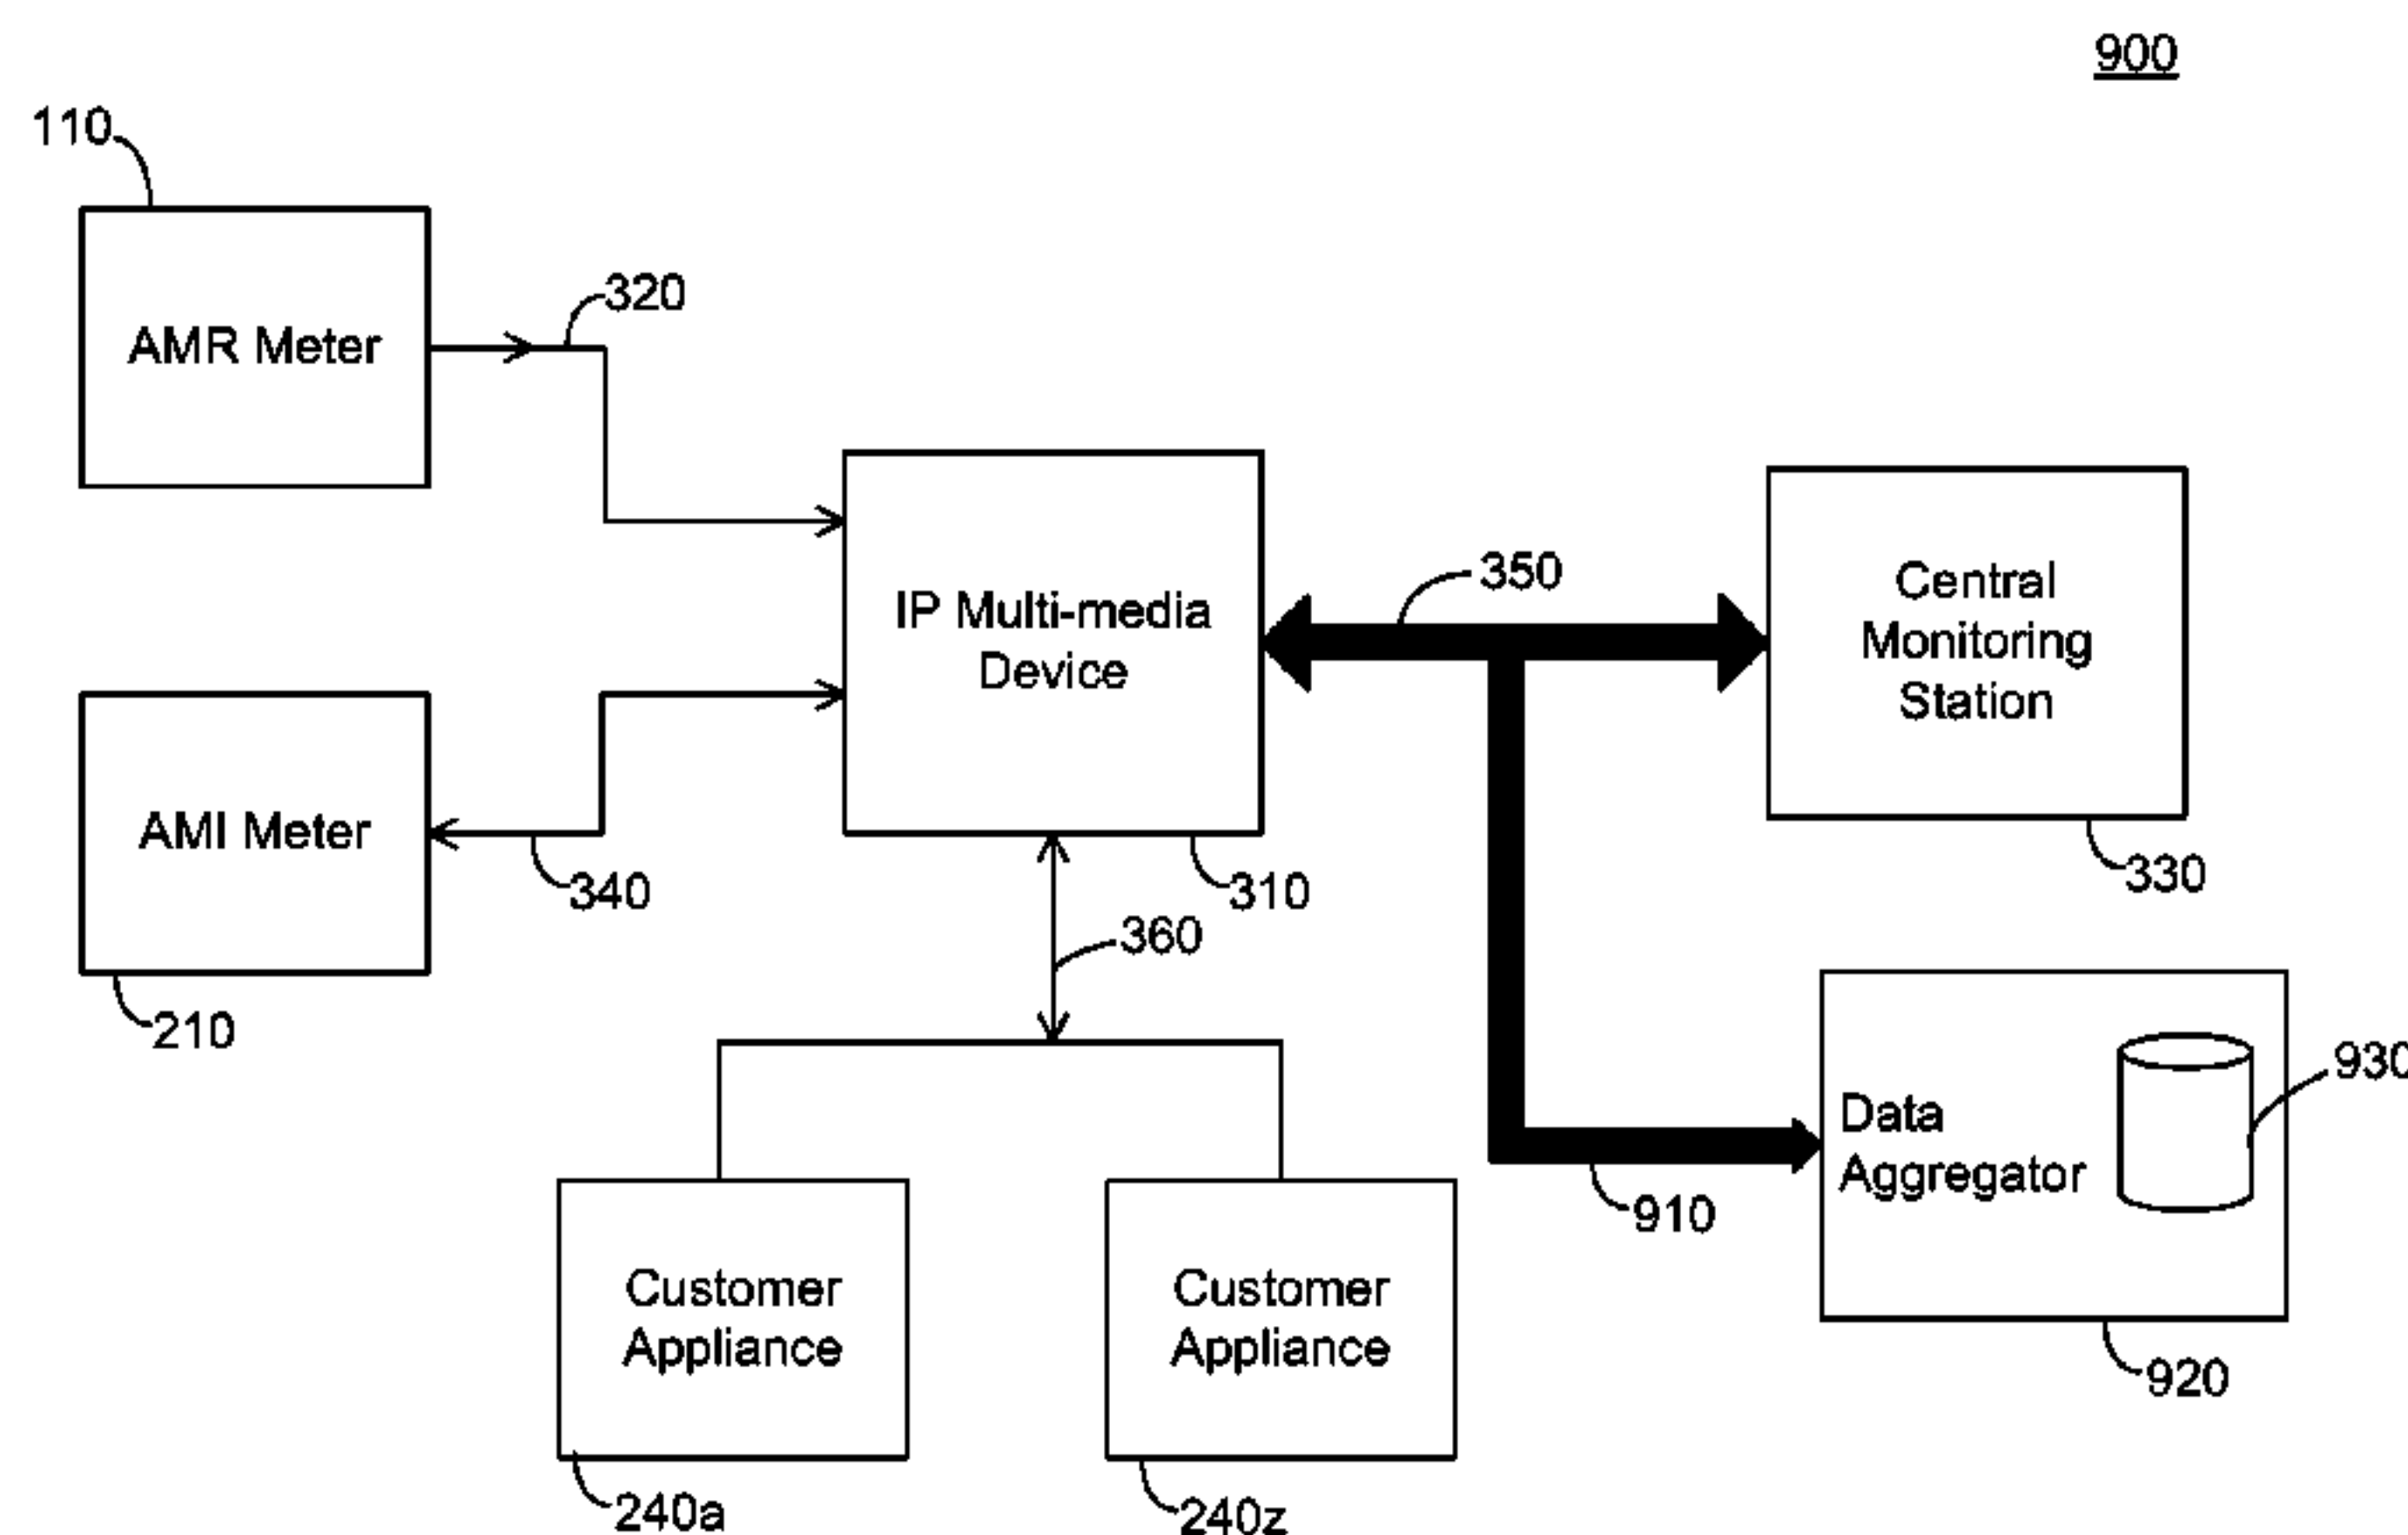 900
110
320
AMR Meter
350
Central
Monitoring
Station
IP Multi-media
Device
AMI Meter
340
310
330
360
210
930
Data
Aggregator
910
Customer
Appliance
Customer
Appliance
920
240a
240z